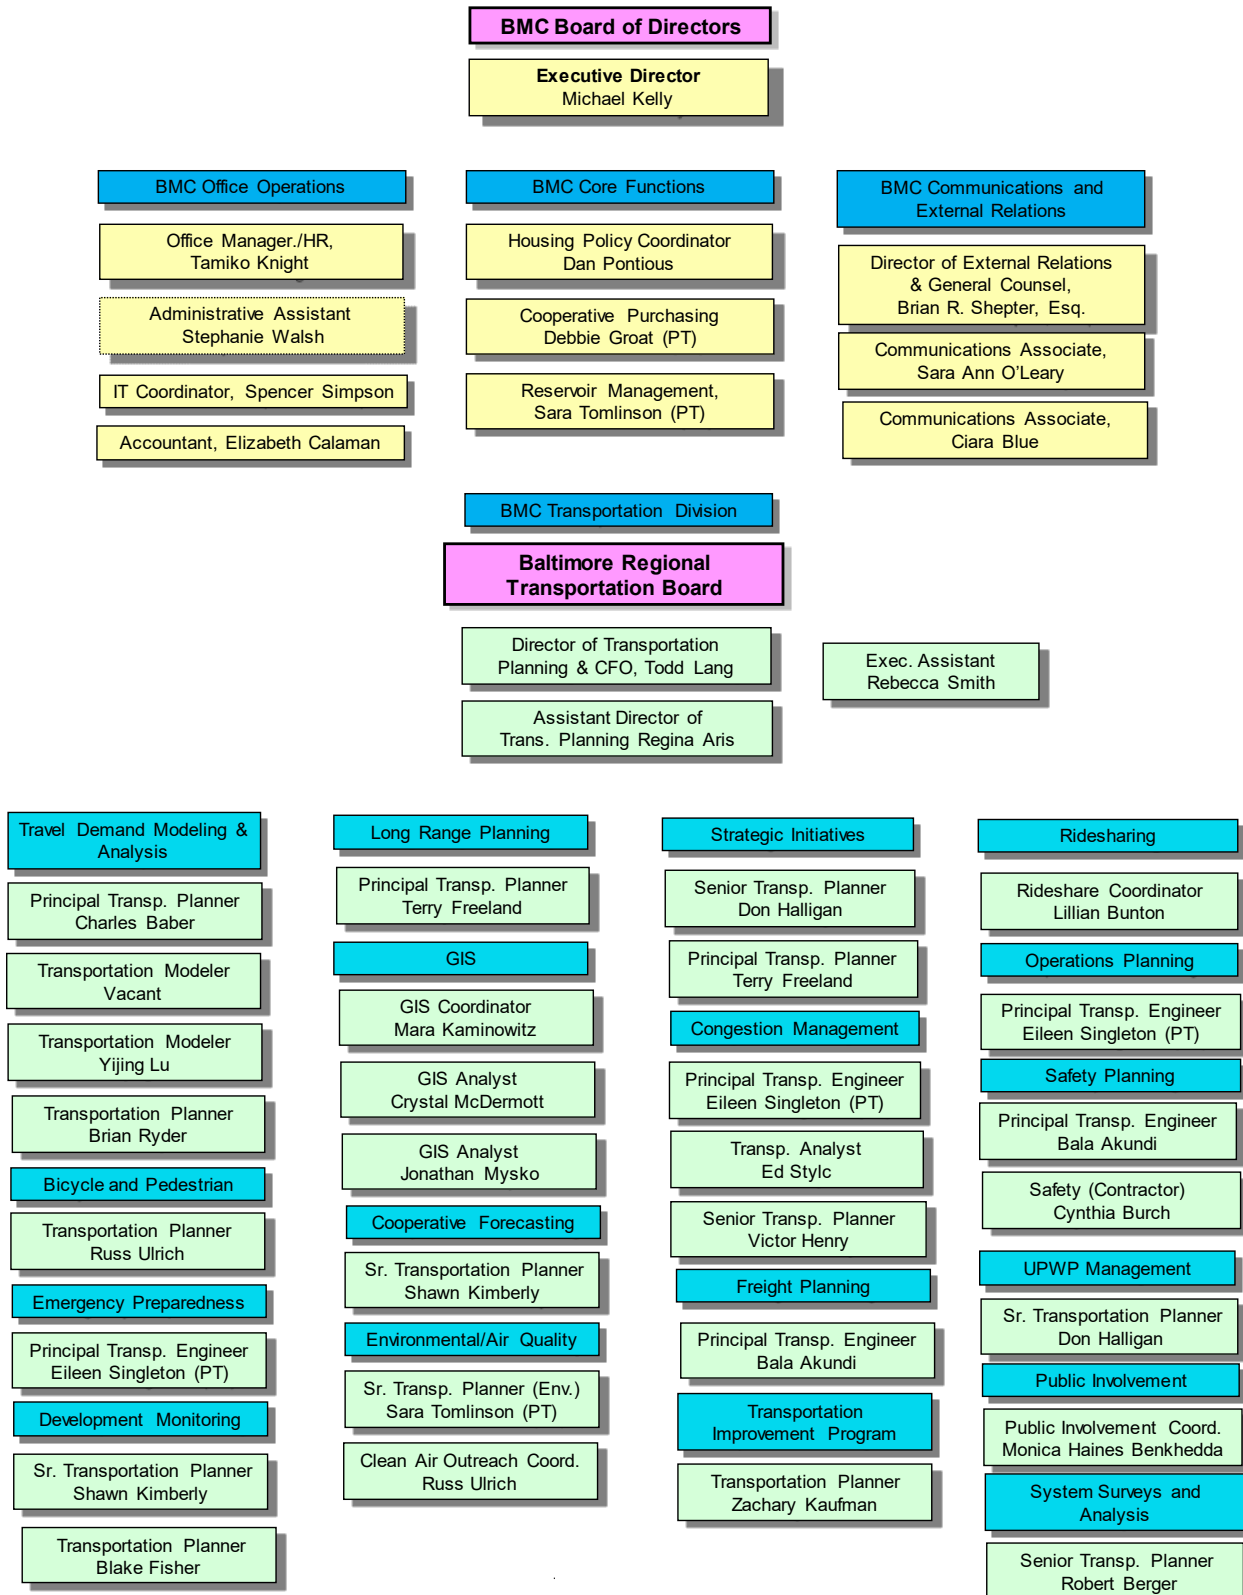 BMC Board of Directors
Executive Director
Michael Kelly
BMC Office Operations
Office Manager./HR,
Tamiko Knight
Administrative Assistant
Stephanie Walsh
IT Coordinator, Spencer Simpson
Accountant, Elizabeth Calaman
BMC Core Functions
Housing Policy Coordinator
Dan Pontious
Cooperative Purchasing
Debbie Groat (PT)
Reservoir Management,
Sara Tomlinson (PT)
BMC Communications and
External Relations
Director of External Relations
& General Counsel,
Brian R. Shepter, Esq.
Communications Associate,
Sara Ann O'Leary
Communications Associate,
Ciara Blue
BMC Transportation Division
Baltimore Regional
Transportation Board
Director of Transportation
Planning & CFO, Todd Lang
Exec. Assistant
Rebecca Smith
Assistant Director of
Trans. Planning Regina Aris
Travel Demand Modeling &
Analysis
Principal Transp. Planner
Charles Baber
Transportation Modeler
Vacant
Transportation Modeler
Yijing Lu
Transportation Planner
Brian Ryder
Bicycle and Pedestrian
Transportation Planner
Russ Ulrich
Emergency Preparedness
Principal Transp. Engineer
Eileen Singleton (PT)
Development Monitoring
Sr. Transportation Planner
Shawn Kimberly
Transportation Planner
Blake Fisher
Long Range Planning
Principal Transp. Planner
Terry Freeland
GIS
GIS Coordinator
Mara Kaminowitz
GIS Analyst
Crystal McDermott
GIS Analyst
Jonathan Mysko
Cooperative Forecasting
Sr. Transportation Planner
Shawn Kimberly
Environmental/Air Quality
Sr. Transp. Planner (Env.)
Sara Tomlinson (PT)
Clean Air Outreach Coord.
Russ Ulrich
Strategic Initiatives
Senior Transp. Planner
Don Halligan
Principal Transp. Planner
Terry Freeland
Congestion Management
Principal Transp. Engineer
Eileen Singleton (PT)
Transp. Analyst
Ed Stylc
Senior Transp. Planner
Victor Henry
Freight Planning
Principal Transp. Engineer
Bala Akundi
Transportation
Improvement Program
Transportation Planner
Zachary Kaufman
Ridesharing
Rideshare Coordinator
Lillian Bunton
Operations Planning
Principal Transp. Engineer
Eileen Singleton (PT)
Safety Planning
Principal Transp. Engineer
Bala Akundi
Safety (Contractor)
Cynthia Burch
UPWP Management
Sr. Transportation Planner
Don Halligan
Public Involvement
Public Involvement Coord.
Monica Haines Benkhedda
System Surveys and
Analysis
Senior Transp. Planner
Robert Berger